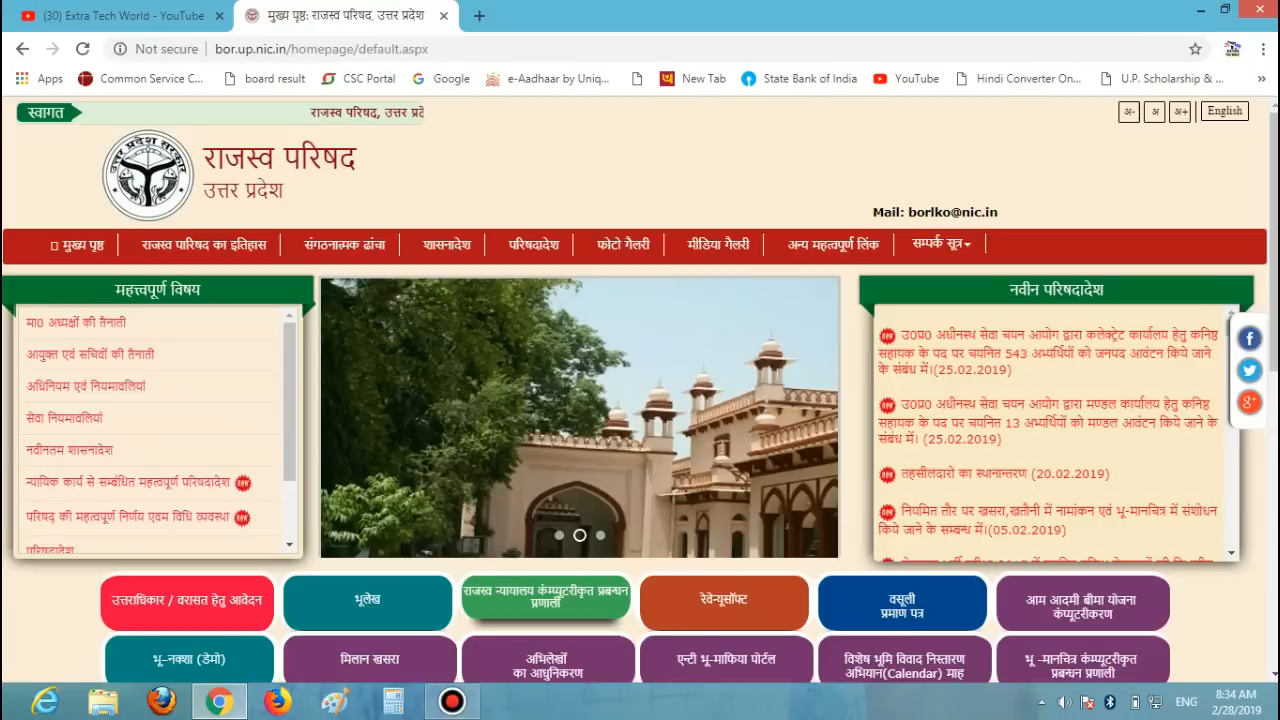 (30) Extra Tech World - YouTube
मुख्य पृष्ठ: राजस्व परिषद, उत्तर प्रदेश
Not secure
bor.up.nic.in/homepage/default.aspx
Apps
Common Service C...
board result
CSC Portal
Google
e-Aadhaar by Uniq...
New Tab
State Bank of India
YouTube
Hindi Converter On...
U.P. Scholarship & ...
स्वागत
राजस्व परिषद, उत्तर प्रदे
अ-
अ
अ+
English
राजस्व परिषद
उत्तर प्रदेश
उत्तर प्रदेश सरकार
Mail: borlko@nic.in
मुख्य पृष्ठ
राजस्व पारिषद का इतिहास
संगठनात्मक ढांचा
शासनादेश
परिषदादेश
फोटो गैलरी
मीडिया गैलरी
अन्य महत्वपूर्ण लिंक
सम्पर्क सूत्र
महत्त्वपूर्ण विषय
मा0 अध्यक्षों की तैनाती
आयुक्त एवं सचिवों की तैनाती
अधिनियम एवं नियमावलियां
सेवा नियमावलियां
नवीनतम शासनादेश
न्यायिक कार्य से सम्बंधित महत्वपूर्ण परिषदादेश new
परिषद् की महत्वपूर्ण निर्णय एवम विधि व्यवस्था new
परिषदादेश
नवीन परिषदादेश
new उ0प्र0 अधीनस्थ सेवा चयन आयोग द्वारा कलेक्ट्रेट कार्यालय हेतु कनिष्ठ
सहायक के पद पर चयनित 543 अभ्यर्थियों को जनपद आवंटन किये जाने
के संबंध में।(25.02.2019)
new उ0प्र0 अधीनस्थ सेवा चयन आयोग द्वारा मण्डल कार्यालय हेतु कनिष्ठ
सहायक के पद पर चयनित 13 अभ्यर्थियों को मण्डल आवंटन किये जाने के
संबंध में। (25.02.2019)
new तहसीलदारो का स्थानान्तरण (20.02.2019)
new नियमित तौर पर खसरा,खतौनी में नामांकन एवं भू-मानचित्र में संशोधन
किये जाने के सम्बन्ध में।(05.02.2019)
उत्तराधिकार / वरासत हेतु आवेदन
भूलेख
राजस्व न्यायालय कंम्प्यूटरीकृत प्रबन्धन
प्रणाली
रेवेन्यूसॉफ्ट
वसूली
प्रमाण पत्र
आम आदमी बीमा योजना
कंप्यूटरीकरण
भू-नक्शा (डेमो)
मिलान खसरा
अभिलेखों
का आधुनिकरण
एन्टी भू-माफिया पोर्टल
विशेष भूमि विवाद निस्तारण
अभियान(Calendar) माह
भू -मानचित्र कंम्प्यूटरीकृत
प्रबन्धन प्रणाली
ENG
8:34 AM
2/28/2019